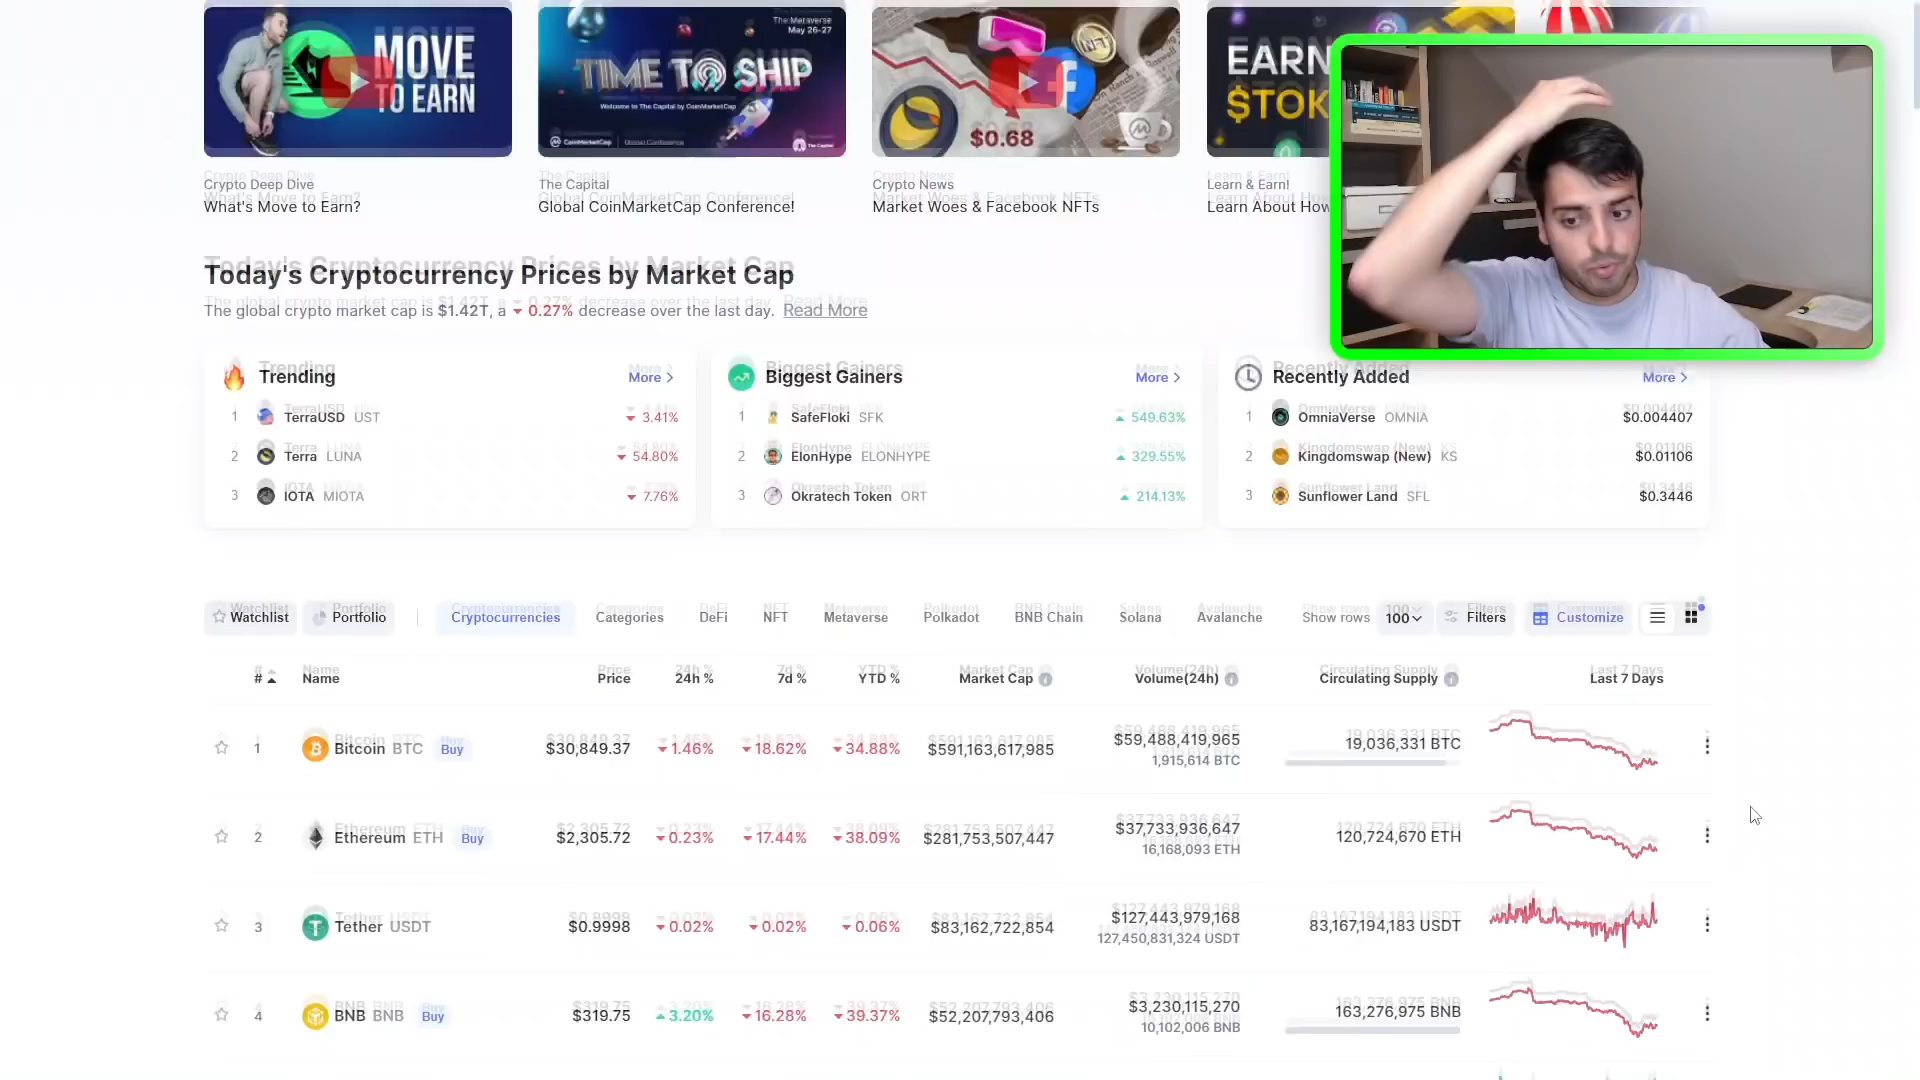 MOVE
TO EARN
The Metaverse
May 26-27
TIME TO SHIP
Welcome to The Capital by CoinMarketCap
CoinMarketCap
Global Conference
The Capital
NFT
$0.68
EARN
$TOK
Crypto Deep Dive
What's Move to Earn?
The Capital
Global CoinMarketCap Conference!
Crypto News
Market Woes & Facebook NFTs
Learn & Earn!
Learn About How
Today's Cryptocurrency Prices by Market Cap
The global crypto market cap is $1.42T, a 0.27% decrease over the last day. Read More
Trending More
1 TerraUSD UST 3.41%
2 Terra LUNA 54.80%
3 IOTA MIOTA 7.76%
Biggest Gainers More
1 SafeFloki SFK 549.63%
2 ElonHype ELONHYPE 329.55%
3 Okratech Token ORT 214.13%
Recently Added More
1 OmniaVerse OMNIA $0.004407
2 Kingdomswap (New) KS $0.01106
3 Sunflower Land SFL $0.3446
Watchlist Portfolio Cryptocurrencies Categories DeFi NFT Metaverse Polkadot BNB Chain Solana Avalanche Show rows 100 Filters Customize
# Name Price 24h % 7d % YTD % Market Cap Volume(24h) Circulating Supply Last 7 Days
1 Bitcoin BTC Buy $30,849.37 1.46% 18.62% 34.88% $591,163,617,985 $59,488,419,965 19,036,331 BTC
1,915,614 BTC
2 Ethereum ETH Buy $2,305.72 0.23% 17.44% 38.09% $281,753,507,447 $37,733,936,647 120,724,670 ETH
16,168,093 ETH
3 Tether USDT $0.9998 0.02% 0.02% 0.06% $83,162,722,854 $127,443,979,168 83,167,194,183 USDT
127,450,831,324 USDT
4 BNB BNB Buy $319.75 3.20% 16.28% 39.37% $52,207,793,406 $3,230,115,270 163,276,975 BNB
10,102,006 BNB